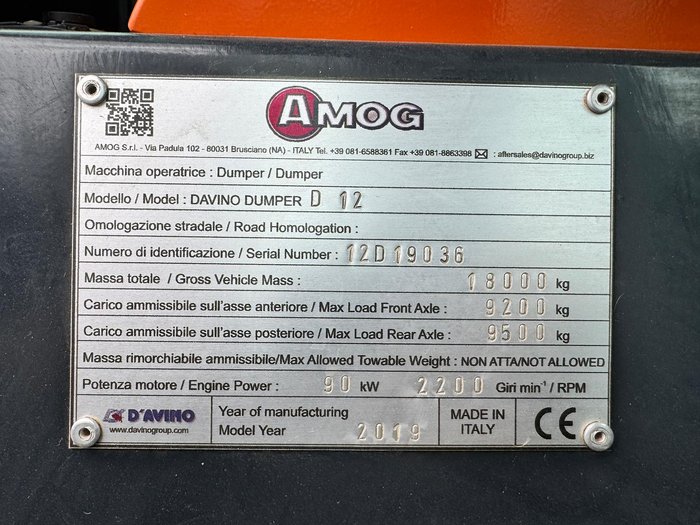 AMOG
AMOG S.r.l. - Via Padula 102 - 80031 Brusciano (NA) - ITALY Tel. +39 081-6588361 Fax +39 081-8863398 : aftersales@davinogroup.biz
Macchina operatrice : Dumper / Dumper
Modello / Model : DAVINO DUMPER D 12
Omologazione stradale / Road Homologation :
Numero di identificazione / Serial Number : 12D19036
Massa totale / Gross Vehicle Mass : 18000 kg
Carico ammissibile sull'asse anteriore / Max Load Front Axle : 9200 kg
Carico ammissibile sull'asse posteriore / Max Load Rear Axle : 9500 kg
Massa rimorchiabile ammissibile/Max Allowed Towable Weight : NON ATTA/NOT ALLOWED
Potenza motore / Engine Power : 90 kW 2200 Giri min⁻¹ / RPM
D'AVINO
www.davinogroup.com
Year of manufacturing
Model Year 2019
MADE IN
ITALY
CE